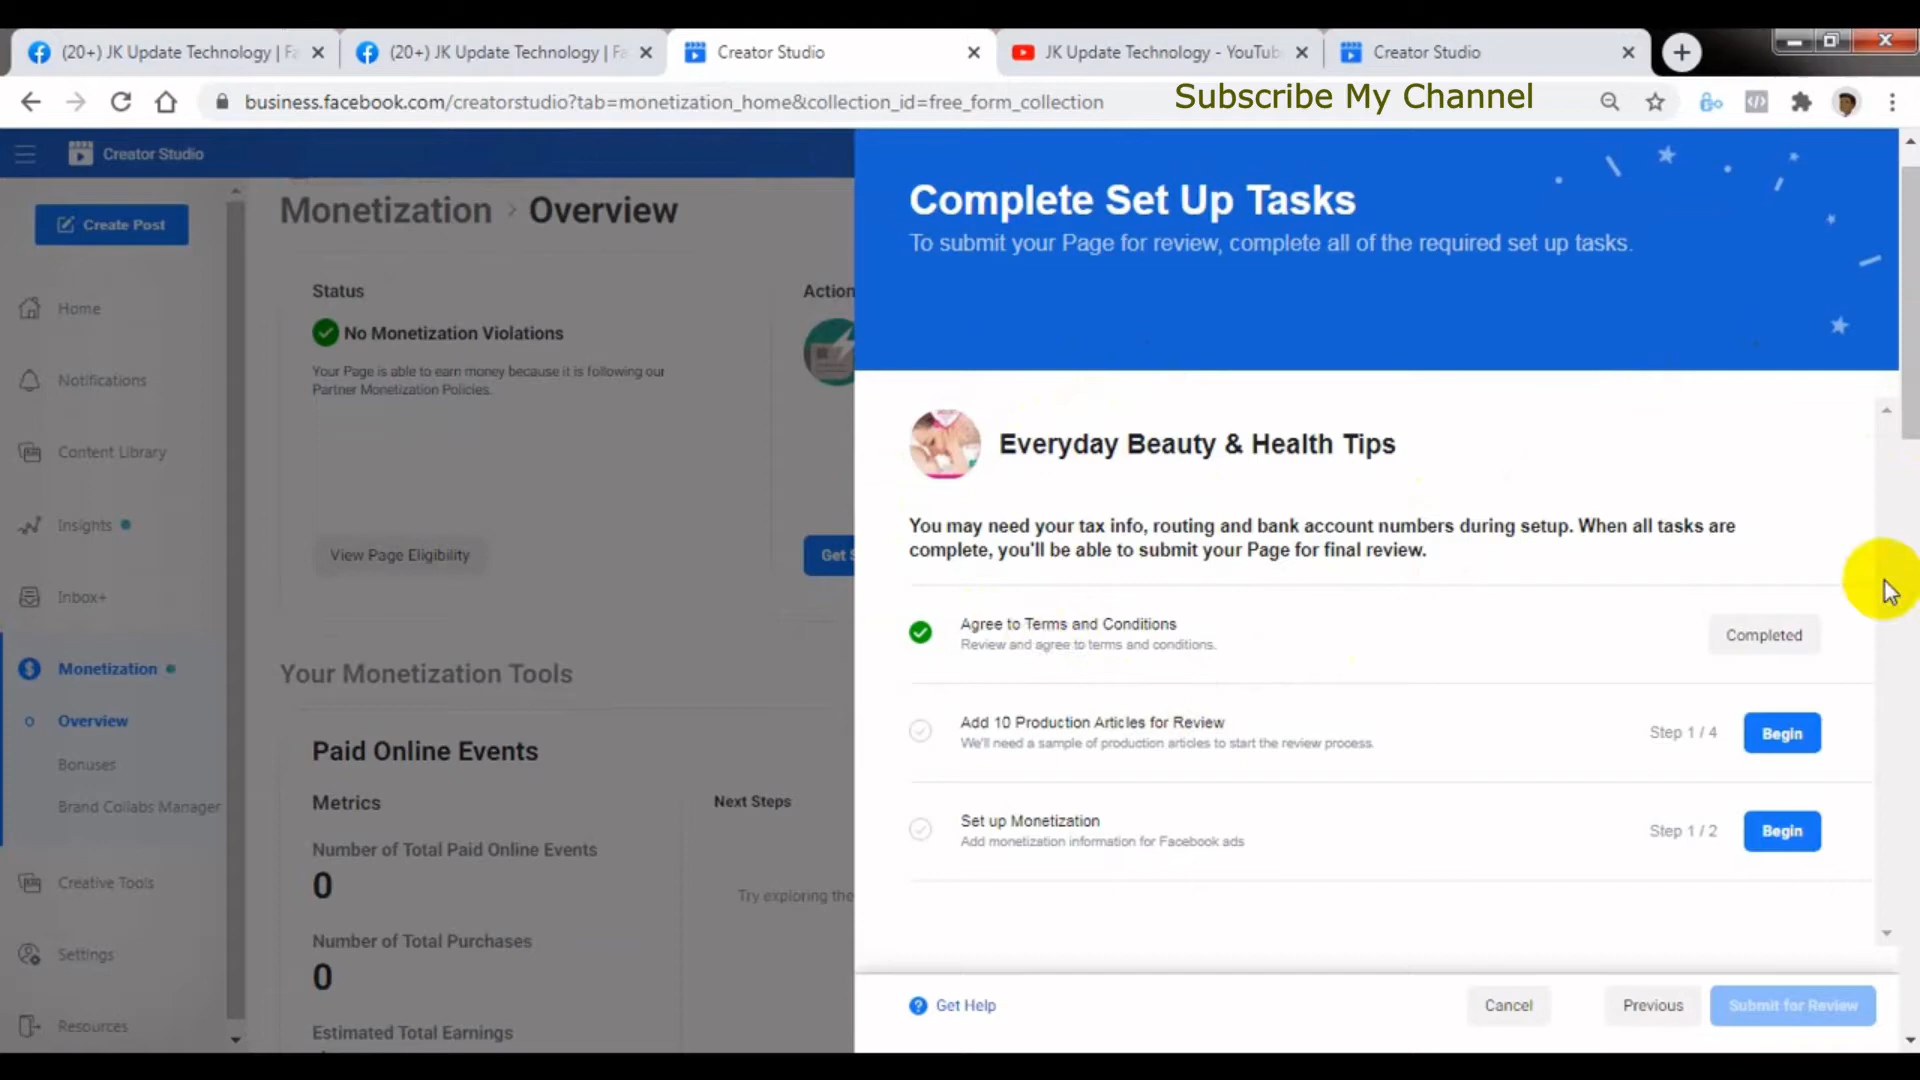 (20+) JK Update Technology | Fa
(20+) JK Update Technology | Fa
Creator Studio
JK Update Technology - YouTub
Creator Studio
business.facebook.com/creatorstudio?tab=monetization_home&collection_id=free_form_collection
Subscribe My Channel
Creator Studio
Create Post
Home
Notifications
Content Library
Insights
Inbox+
Monetization
Overview
Bonuses
Brand Collabs Manager
Creative Tools
Settings
Resources
Monetization > Overview
Status
No Monetization Violations
Your Page is able to earn money because it is following our
Partner Monetization Policies.
View Page Eligibility
Action
Get S
Your Monetization Tools
Paid Online Events
Metrics
Next Steps
Number of Total Paid Online Events
0
Try exploring the
Number of Total Purchases
0
Estimated Total Earnings
Complete Set Up Tasks
To submit your Page for review, complete all of the required set up tasks.
Everyday Beauty & Health Tips
You may need your tax info, routing and bank account numbers during setup. When all tasks are
complete, you'll be able to submit your Page for final review.
Agree to Terms and Conditions
Review and agree to terms and conditions.
Completed
Add 10 Production Articles for Review
We'll need a sample of production articles to start the review process.
Step 1 / 4
Begin
Set up Monetization
Add monetization information for Facebook ads
Step 1 / 2
Begin
Get Help
Cancel
Previous
Submit for Review